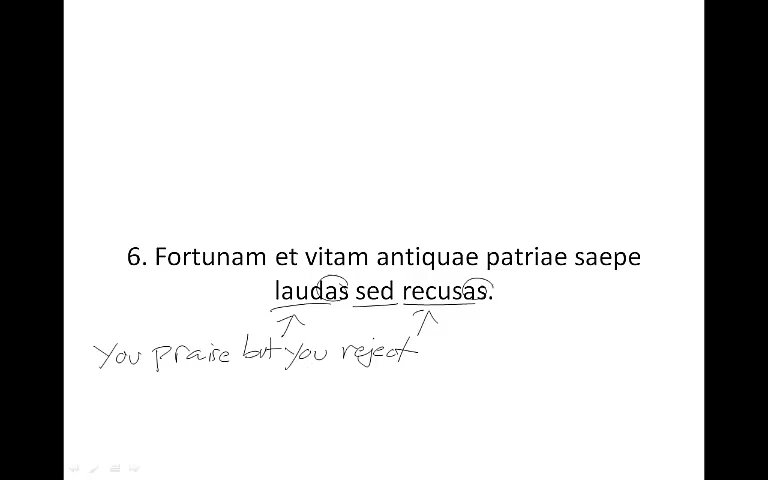 6. Fortunam et vitam antiquae patriae saepe
laudas sed recusas.
You praise but you reject